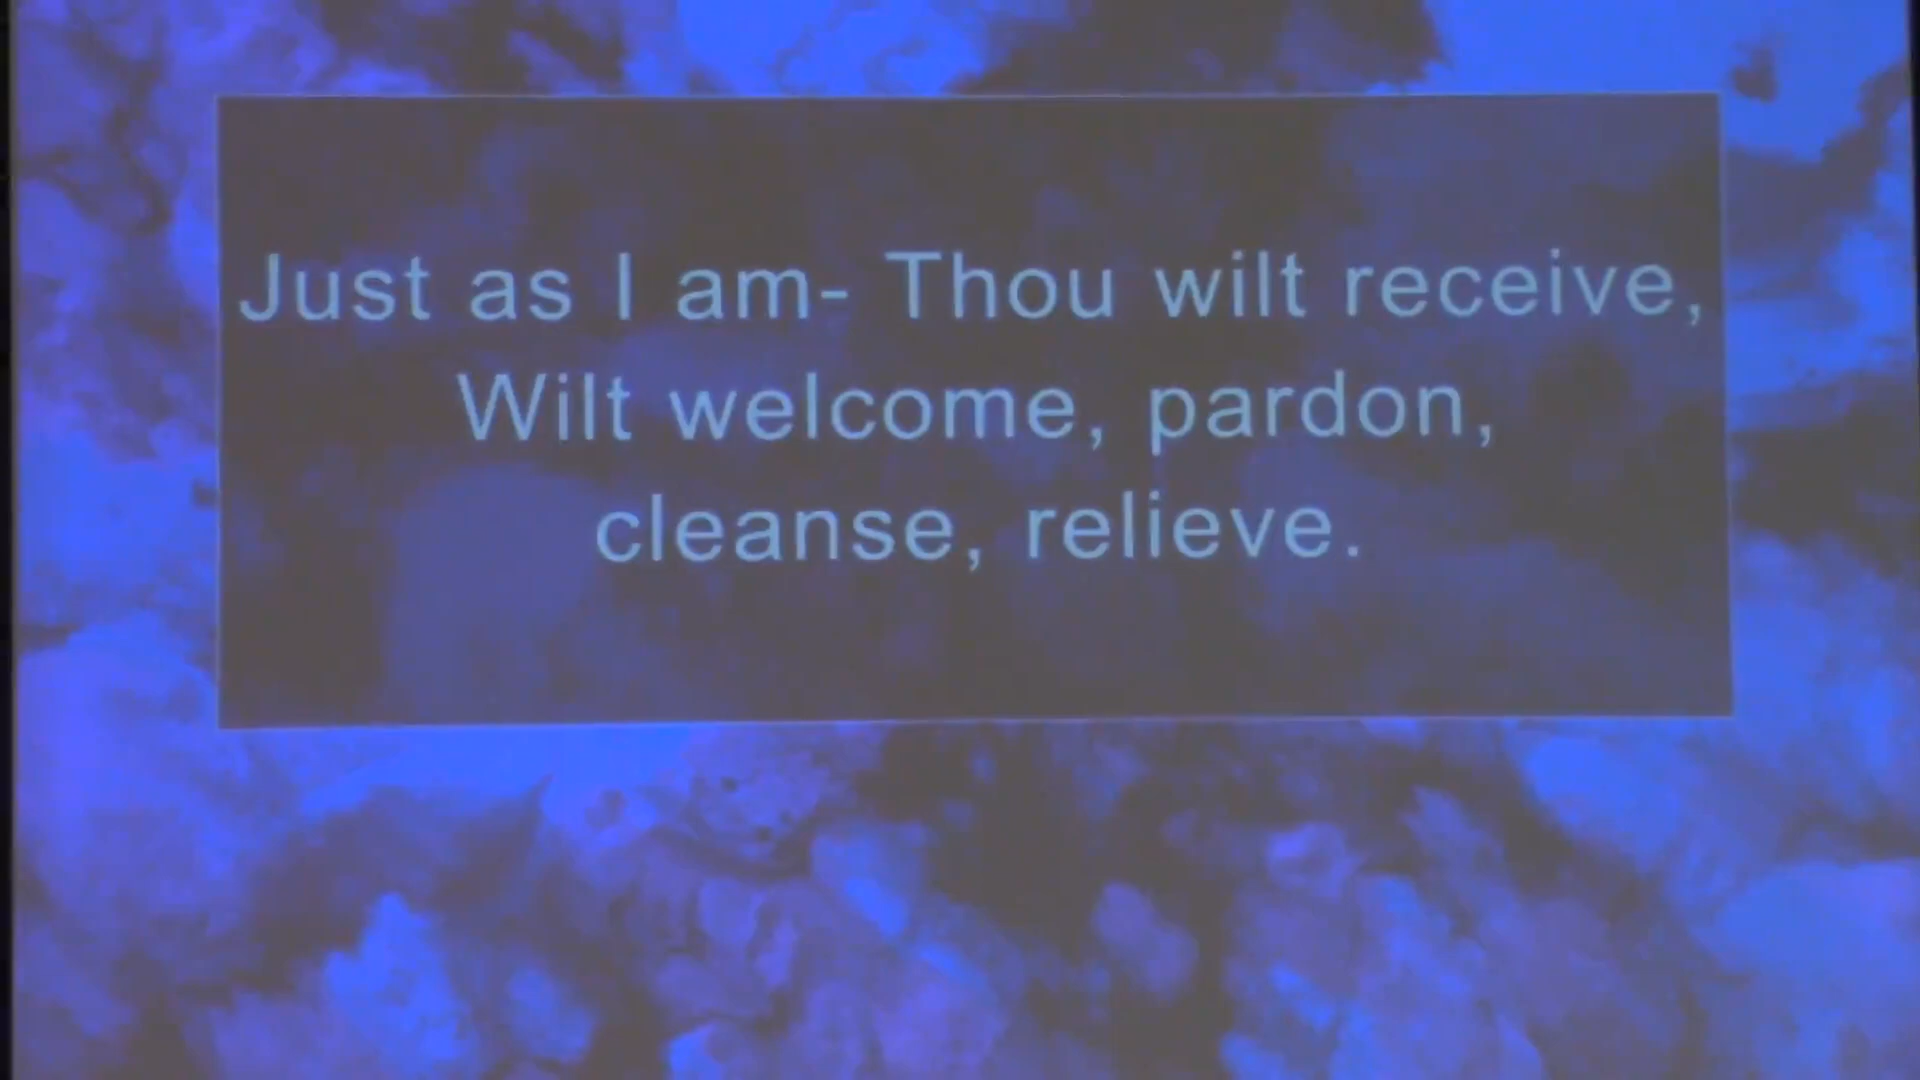 Just as I am- Thou wilt receive,
Wilt welcome, pardon,
cleanse, relieve.